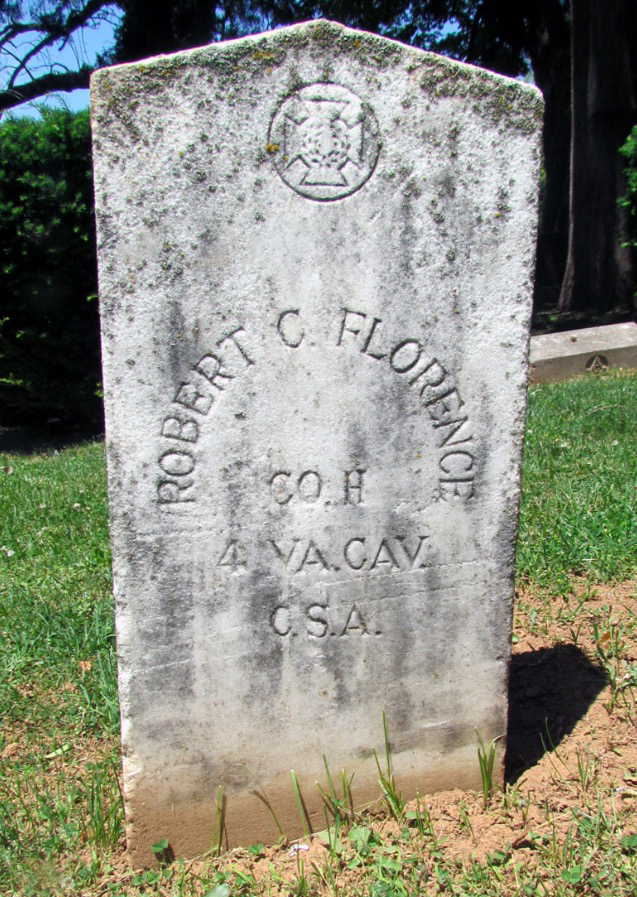 ROBERT C. FLORENCE
CO. H
4. VA. CAV.
C.S.A.